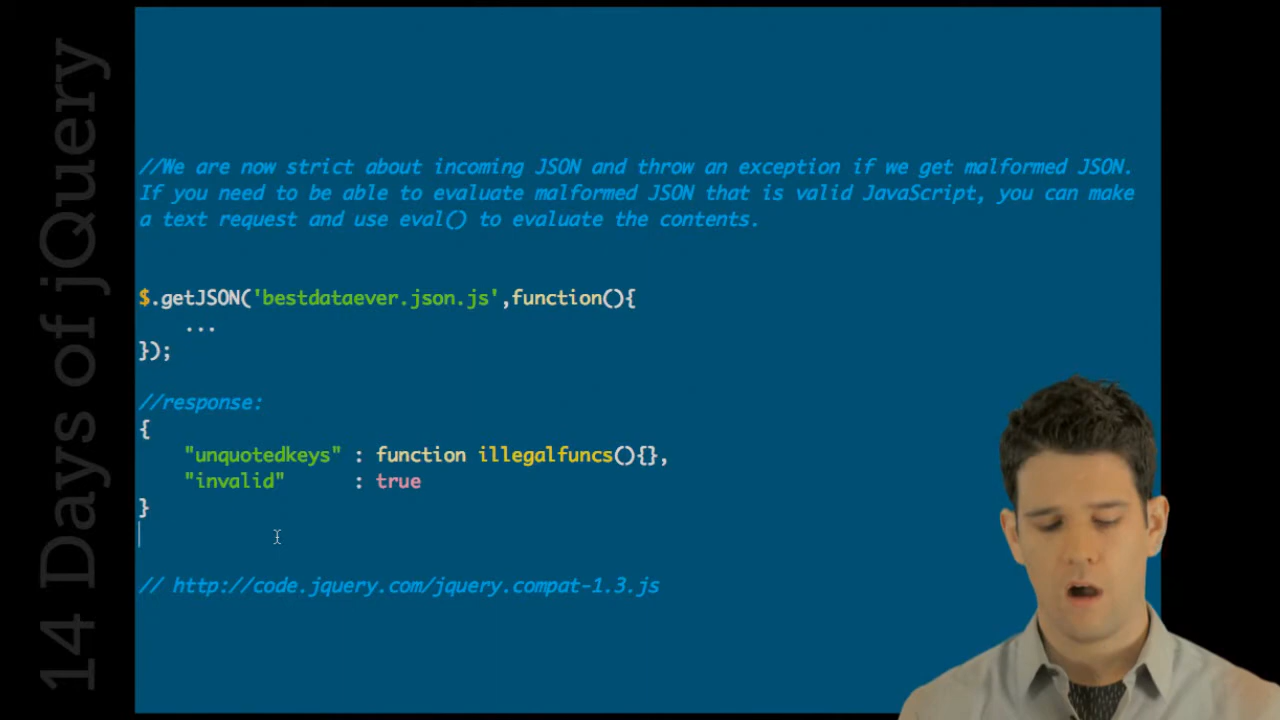 14 Days of jQuery
//We are now strict about incoming JSON and throw an exception if we get malformed JSON.
If you need to be able to evaluate malformed JSON that is valid JavaScript, you can make
a text request and use eval() to evaluate the contents.
$.getJSON('bestdataever.json.js',function(){
...
});
//response:
{
"unquotedkeys" : function illegalfuncs(){},
"invalid" : true
}
// http://code.jquery.com/jquery.compat-1.3.js